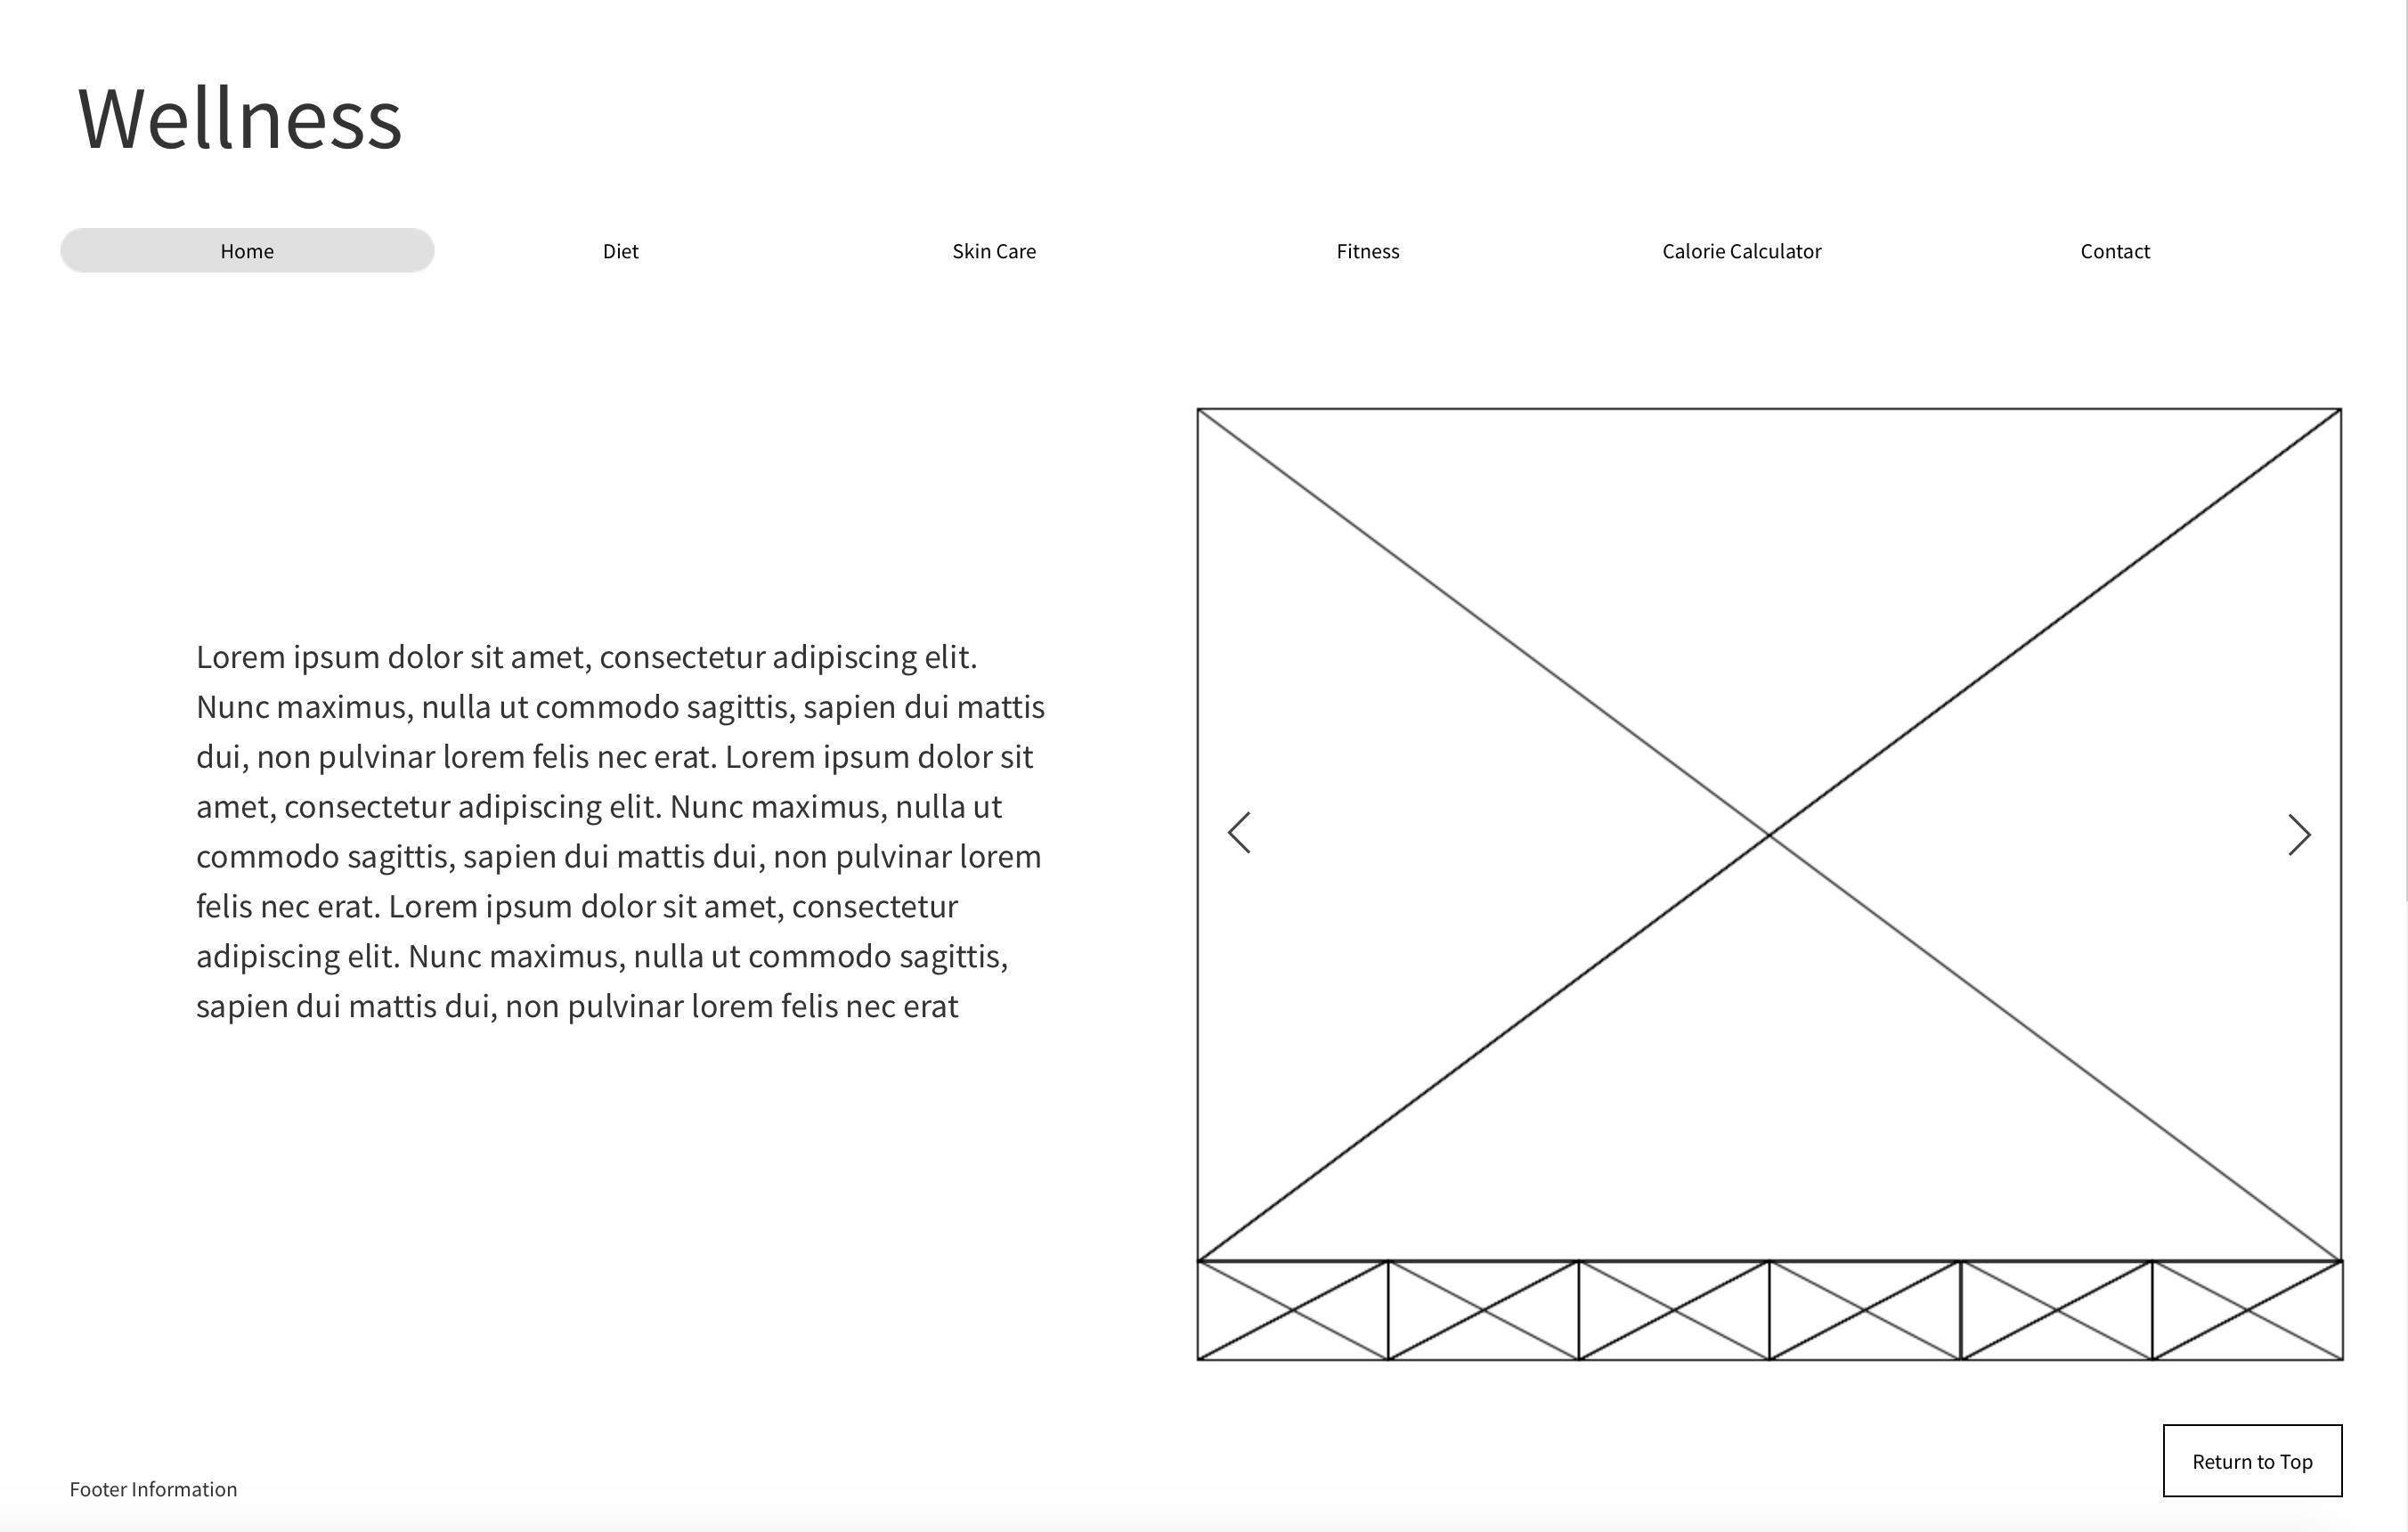 Wellness
Home Diet Skin Care Fitness Calorie Calculator Contact
Lorem ipsum dolor sit amet, consectetur adipiscing elit.
Nunc maximus, nulla ut commodo sagittis, sapien dui mattis
dui, non pulvinar lorem felis nec erat. Lorem ipsum dolor sit
amet, consectetur adipiscing elit. Nunc maximus, nulla ut
commodo sagittis, sapien dui mattis dui, non pulvinar lorem
felis nec erat. Lorem ipsum dolor sit amet, consectetur
adipiscing elit. Nunc maximus, nulla ut commodo sagittis,
sapien dui mattis dui, non pulvinar lorem felis nec erat
Return to Top
Footer Information